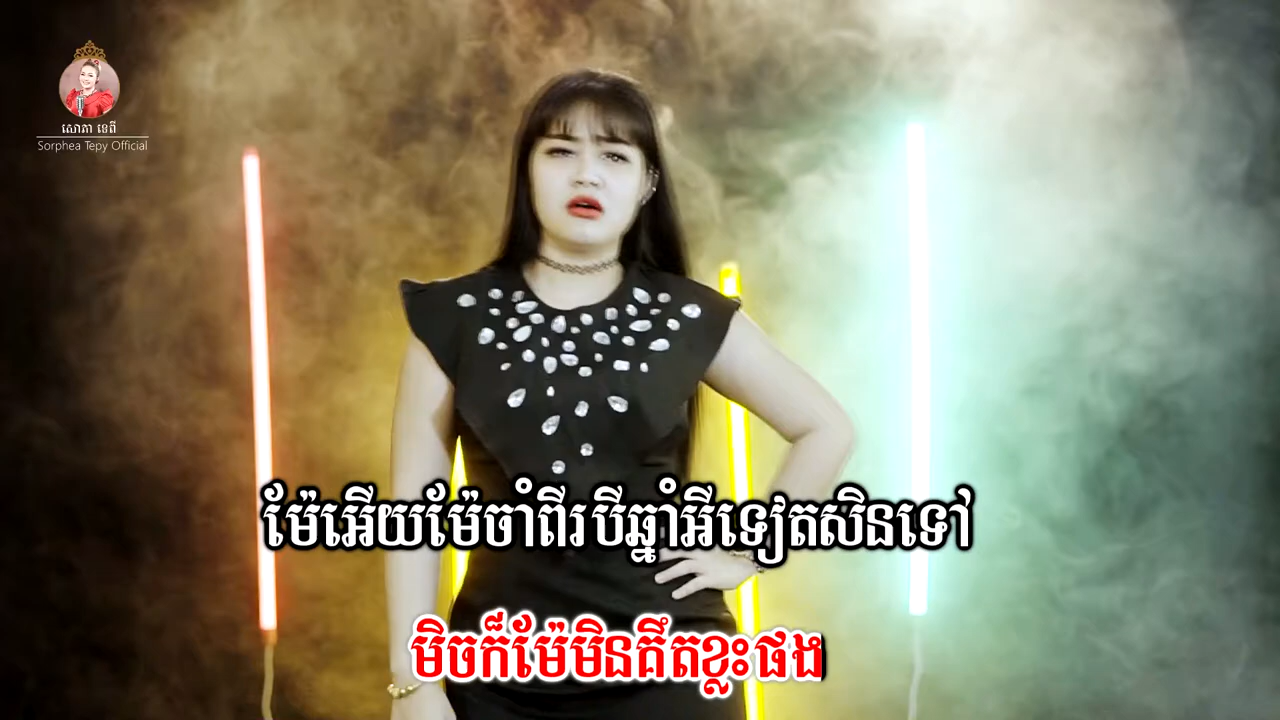 សោភា ទេពី
Sorphea Tepy Official
ម៉ែអើយម៉ែចាំពីរបីឆ្នាំអីទៀតសិនទៅ
មិចក៏ម៉ែមិនគឹតខ្លះផង